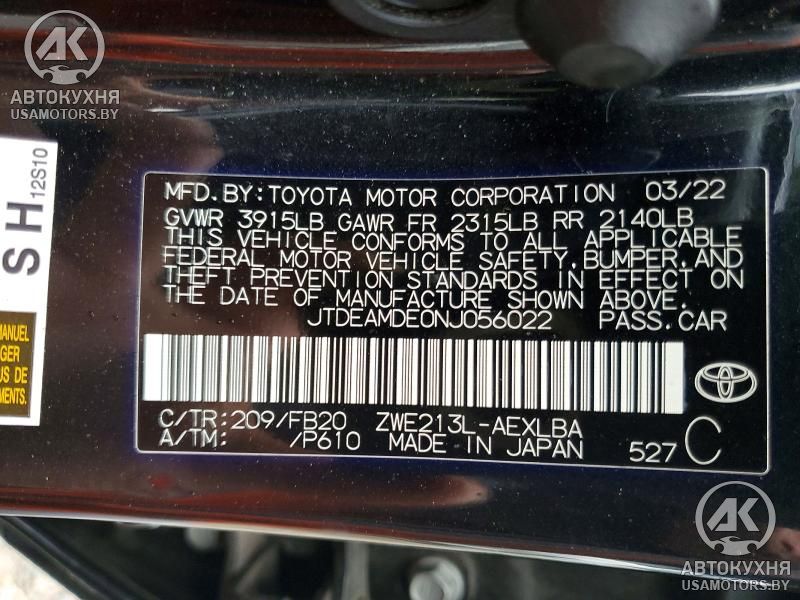 AK
АВТОКУХНЯ
USAMOTORS.BY
SH
12S10
MANUEL
GER
US DE
MENTS.
MFD.BY:TOYOTA MOTOR CORPORATION 03/22
GVWR 3915LB GAWR FR 2315LB RR 2140LB
THIS VEHICLE CONFORMS TO ALL APPLICABLE
FEDERAL MOTOR VEHICLE SAFETY,BUMPER,AND
THEFT PREVENTION STANDARDS IN EFFECT ON
THE DATE OF MANUFACTURE SHOWN ABOVE.
JTDEAMDE0NJ056022 PASS.CAR
C/TR:209/FB20 ZWE213L-AEXLBA
A/TM: /P610 MADE IN JAPAN 527 C
AK
АВТОКУХНЯ
USAMOTORS.BY